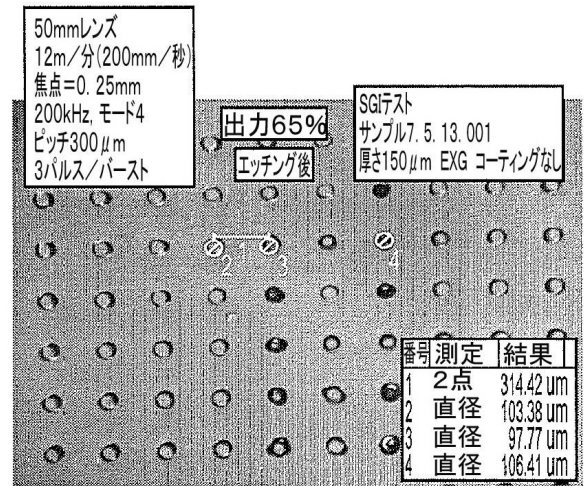 50mmレンズ
12m/分(200mm/秒)
焦点=0.25mm
200kHz, モード4
ピッチ300μm
3パルス/バースト
出力65%
エッチング後
SGIテスト
サンプル7.5.13.001
厚さ150μm EXG コーティングなし
1
2
3
4
番号 測定 結果
1 2点 314.42 um
2 直径 103.38 um
3 直径 97.77 um
4 直径 106.41 um